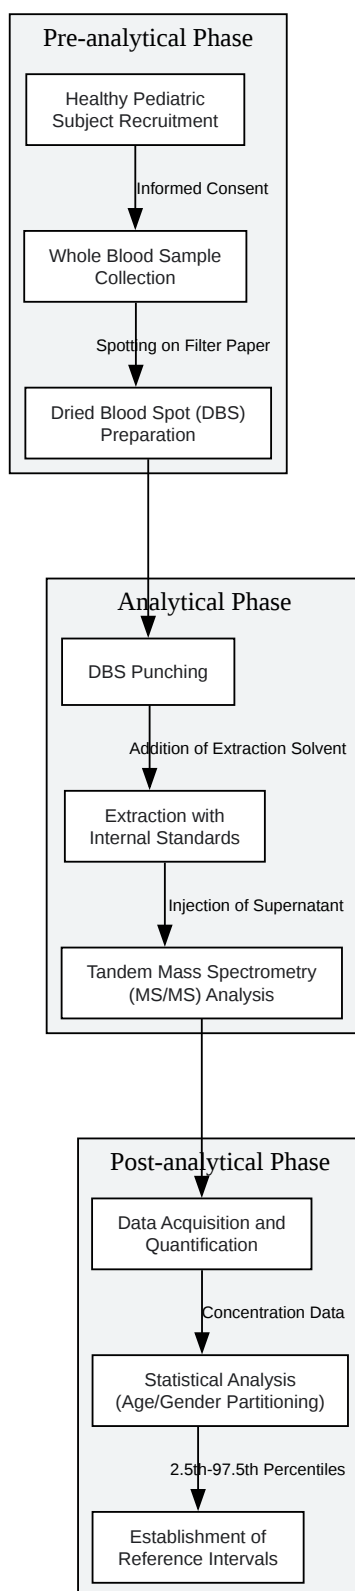 Pre-analytical Phase
Healthy Pediatric
Subject Recruitment
Informed Consent
Whole Blood Sample
Collection
Spotting on Filter Paper
Dried Blood Spot (DBS)
Preparation
Analytical Phase
DBS Punching
Addition of Extraction Solvent
Extraction with
Internal Standards
Injection of Supernatant
Tandem Mass Spectrometry
(MS/MS) Analysis
Post-analytical Phase
Data Acquisition and
Quantification
Concentration Data
Statistical Analysis
(Age/Gender Partitioning)
2.5th-97.5th Percentiles
Establishment of
Reference Intervals